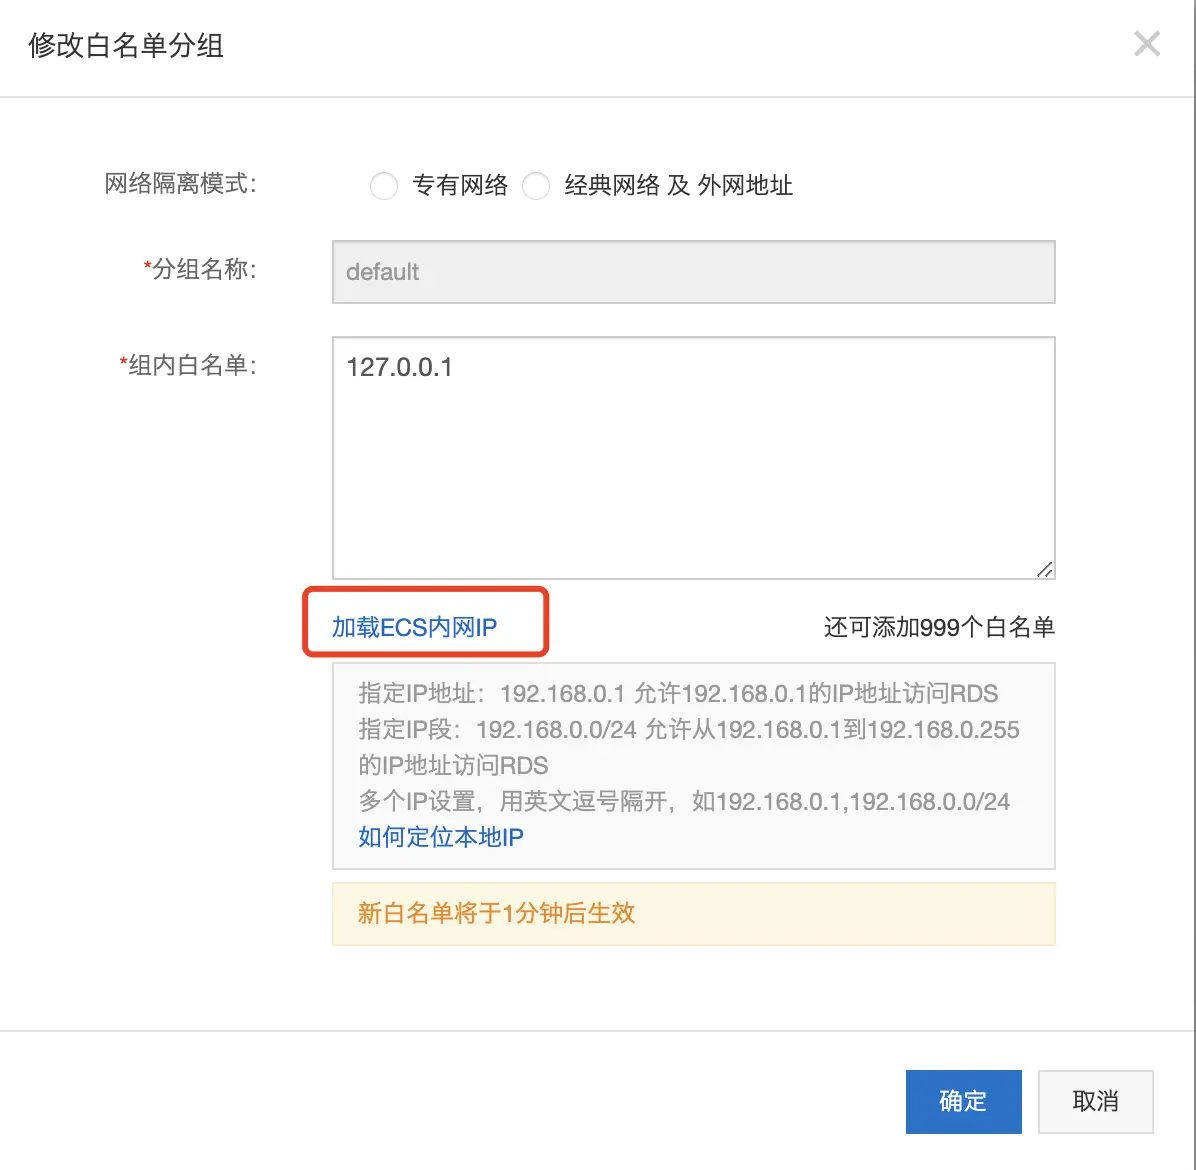 修改白名单分组
网络隔离模式： 专有网络 经典网络 及 外网地址
*分组名称： default
*组内白名单： 127.0.0.1
加载ECS内网IP 还可添加999个白名单
指定IP地址：192.168.0.1 允许192.168.0.1的IP地址访问RDS
指定IP段：192.168.0.0/24 允许从192.168.0.1到192.168.0.255
的IP地址访问RDS
多个IP设置，用英文逗号隔开，如192.168.0.1,192.168.0.0/24
如何定位本地IP
新白名单将于1分钟后生效
确定 取消